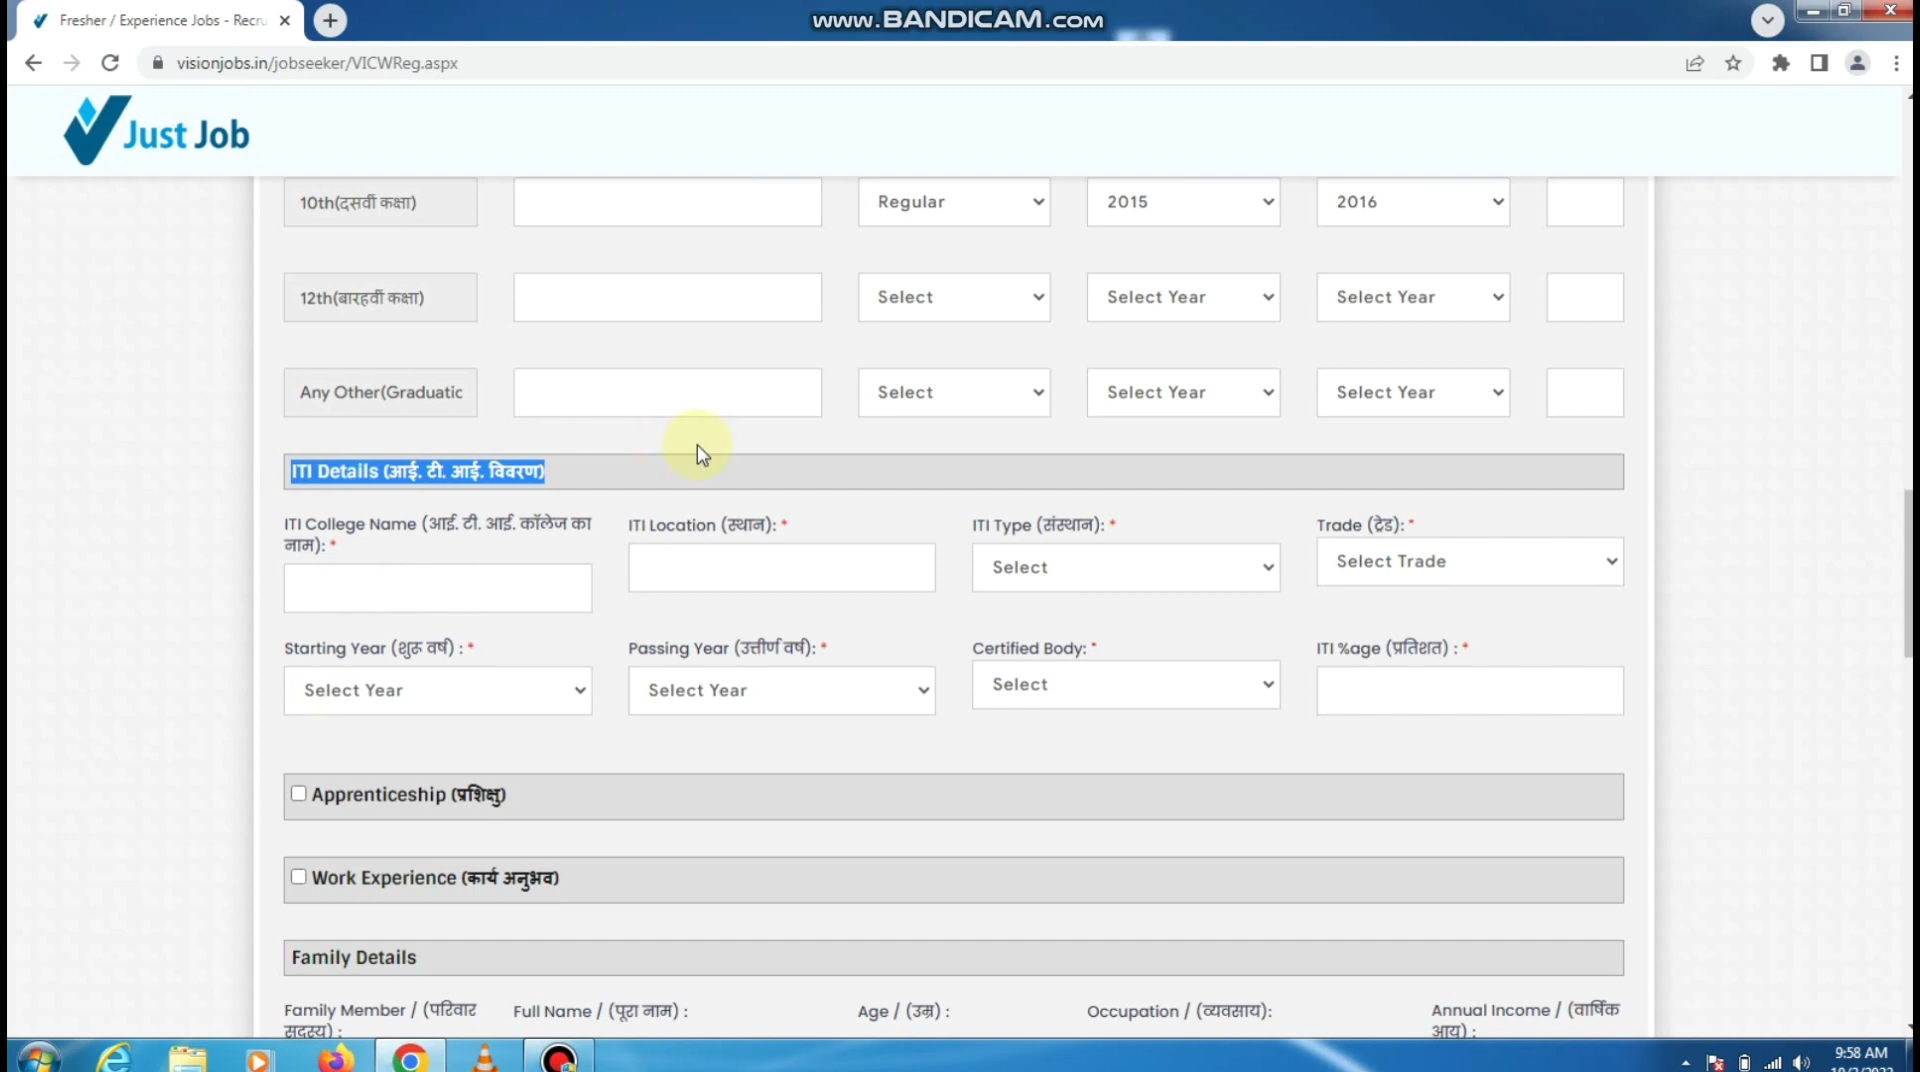 Fresher / Experience Jobs - Recru
www.BANDICAM.com
visionjobs.in/jobseeker/VICWReg.aspx
Just Job
10th(दसवीं कक्षा) Regular 2015 2016
12th(बारहवीं कक्षा) Select Select Year Select Year
Any Other(Graduatic Select Select Year Select Year
ITI Details (आई. टी. आई. विवरण)
ITI College Name (आई. टी. आई. कॉलेज का
नाम): *
ITI Location (स्थान): *
ITI Type (संस्थान): *
Trade (ट्रेड): *
Select
Select Trade
Starting Year (शुरू वर्ष) : * Passing Year (उत्तीर्ण वर्ष): * Certified Body: * ITI %age (प्रतिशत) : *
Select Year Select Year Select
Apprenticeship (प्रशिक्षु)
Work Experience (कार्य अनुभव)
Family Details
Family Member / (परिवार
सदस्य) :
Full Name / (पूरा नाम) :
Age / (उम्र) :
Occupation / (व्यवसाय):
Annual Income / (वार्षिक
आय) :
9:58 AM